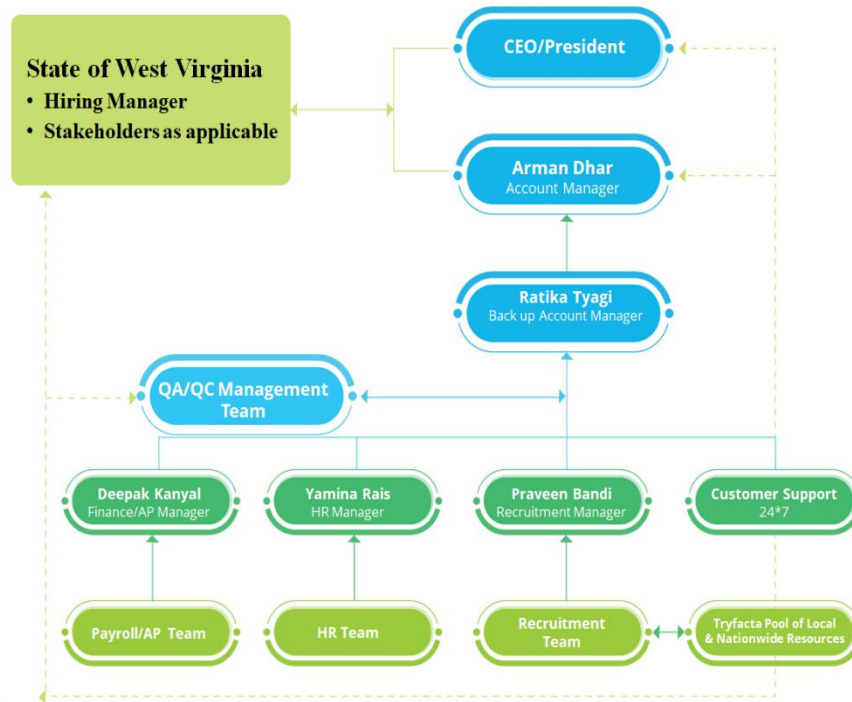 State of West Virginia
• Hiring Manager
• Stakeholders as applicable
CEO/President
Arman Dhar
Account Manager
Ratika Tyagi
Back up Account Manager
QA/QC Management
Team
Deepak Kanyal
Finance/AP Manager
Yamina Rais
HR Manager
Praveen Bandi
Recruitment Manager
Customer Support
24*7
Payroll/AP Team
HR Team
Recruitment
Team
Tryfacta Pool of Local
& Nationwide Resources